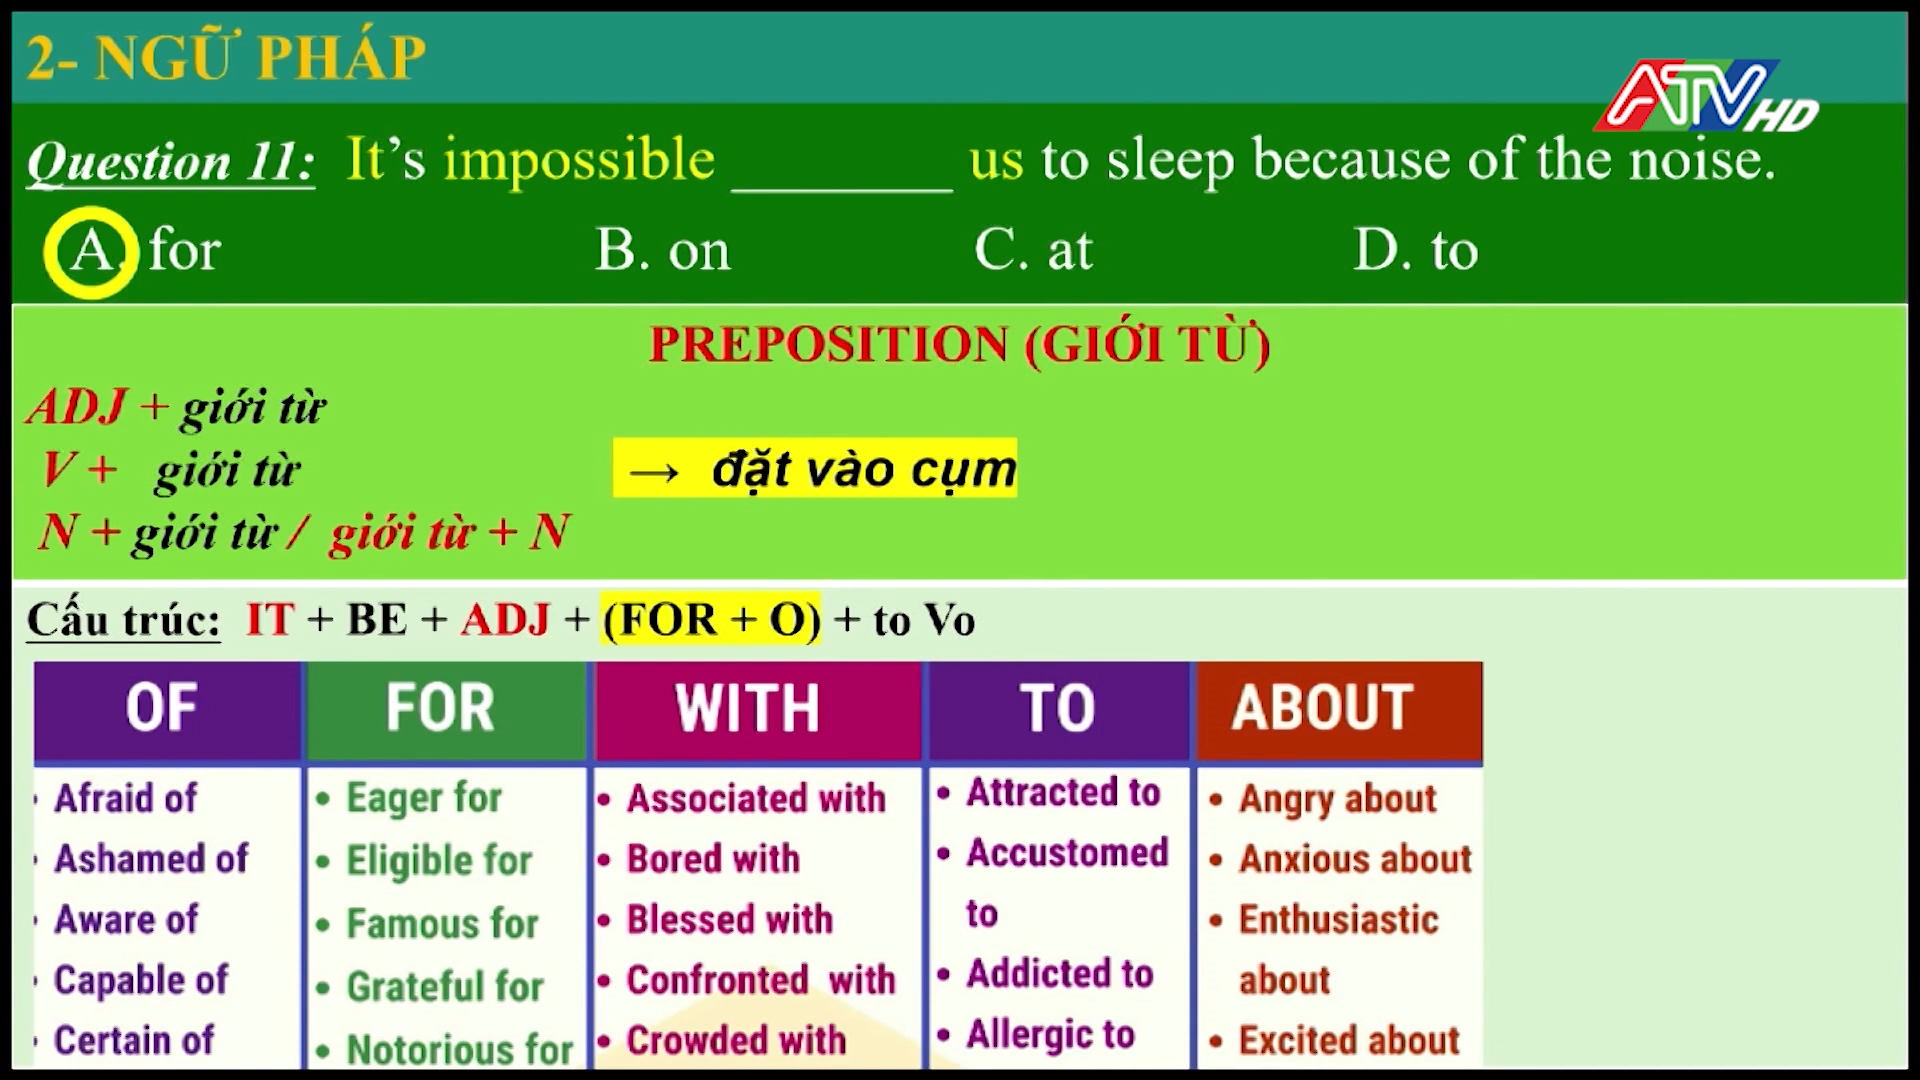 2- NGỮ PHÁP
ATV HD
Question 11: It’s impossible ________ us to sleep because of the noise.
A. for B. on C. at D. to
PREPOSITION (GIỚI TỪ)
ADJ + giới từ
V + giới từ → đặt vào cụm
N + giới từ / giới từ + N
Cấu trúc: IT + BE + ADJ + (FOR + O) + to Vo
OF FOR WITH TO ABOUT
· Afraid of
· Ashamed of
· Aware of
· Capable of
· Certain of
• Eager for
• Eligible for
• Famous for
• Grateful for
• Notorious for
• Associated with
• Bored with
• Blessed with
• Confronted with
• Crowded with
• Attracted to
• Accustomed
to
• Addicted to
• Allergic to
• Angry about
• Anxious about
• Enthusiastic
about
• Excited about